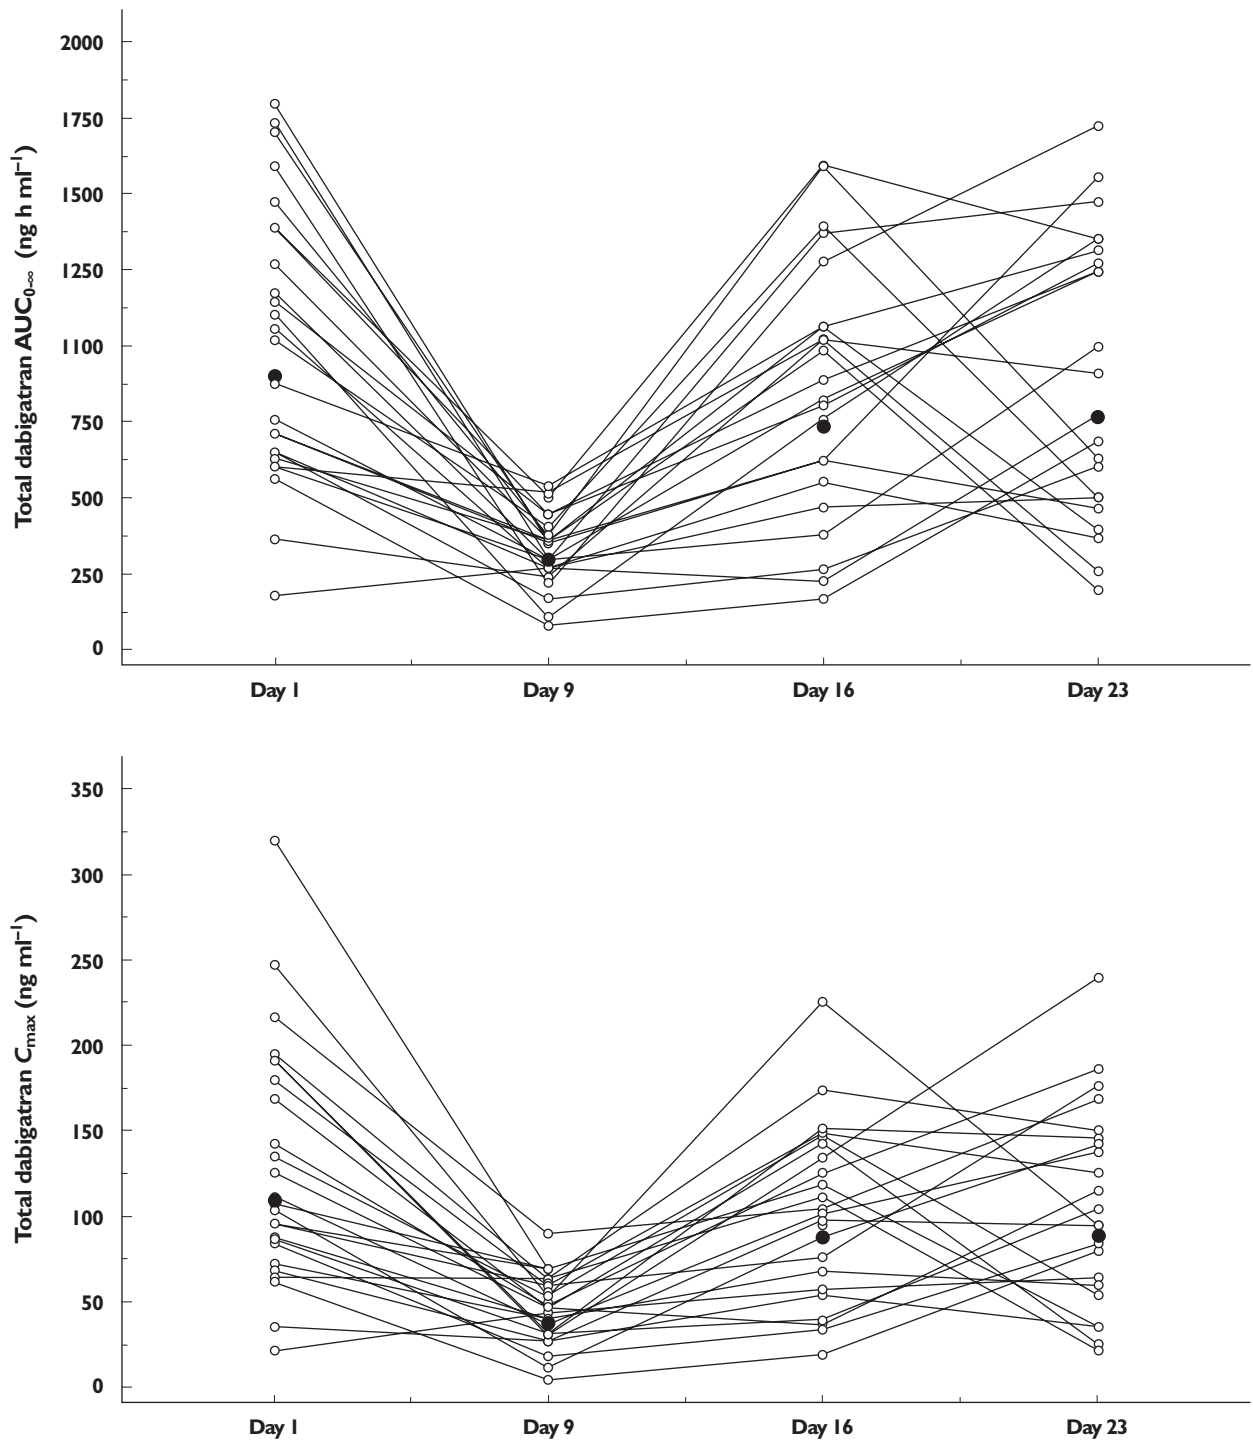 Total dabigatran AUC0-∞ (ng h ml⁻¹)
2000
1750
1500
1250
1100
750
500
250
0
Day 1
Day 9
Day 16
Day 23
Total dabigatran Cmax (ng ml⁻¹)
350
300
250
200
150
100
50
0
Day 1
Day 9
Day 16
Day 23